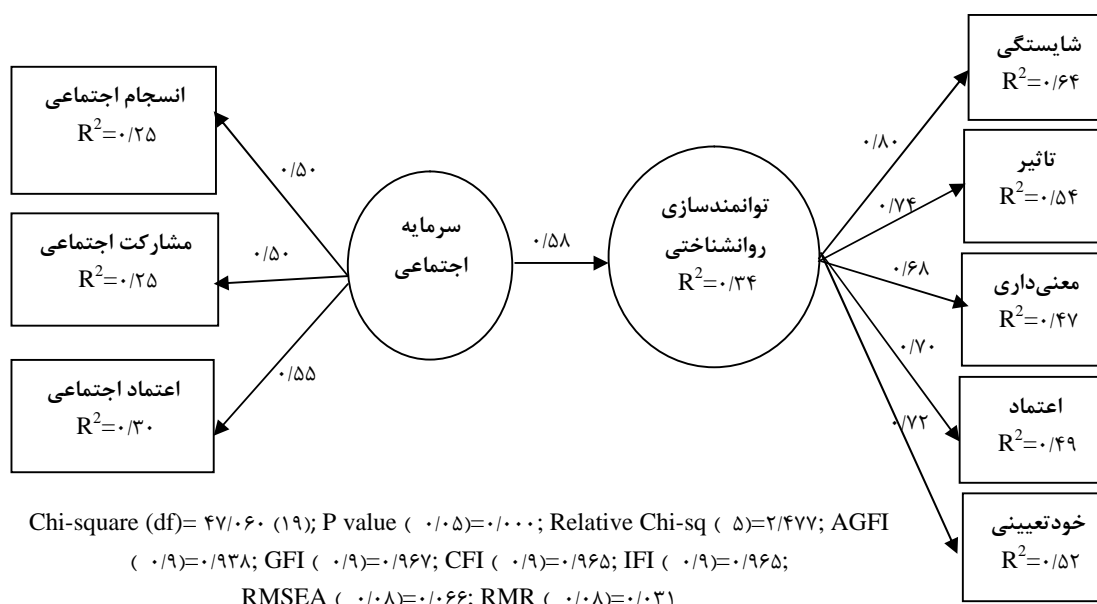 شایستگی
R²=۰/۶۴
انسجام اجتماعی
R²=۰/۲۵
۰/۸۰
۰/۵۰
تاثیر
R²=۰/۵۴
۰/۷۴
توانمندسازی
روانشناختی
R²=۰/۳۴
سرمایه
اجتماعی
۰/۵۸
مشارکت اجتماعی
R²=۰/۲۵
۰/۵۰
۰/۶۸
معنی‌داری
R²=۰/۴۷
۰/۷۰
۰/۵۵
اعتماد اجتماعی
R²=۰/۳۰
اعتماد
R²=۰/۴۹
۰/۷۲
خودتعیینی
R²=۰/۵۲
Chi-square (df)= ۴۷/۰۶۰ (۱۹); P value ( ۰/۰۵)=۰/۰۰۰; Relative Chi-sq ( ۵)=۲/۴۷۷; AGFI
( ۰/۹)=۰/۹۳۸; GFI ( ۰/۹)=۰/۹۶۷; CFI ( ۰/۹)=۰/۹۶۵; IFI ( ۰/۹)=۰/۹۶۵;
RMSEA ( ۰/۰۸)=۰/۰۶۶; RMR ( ۰/۰۸)=۰/۰۳۱